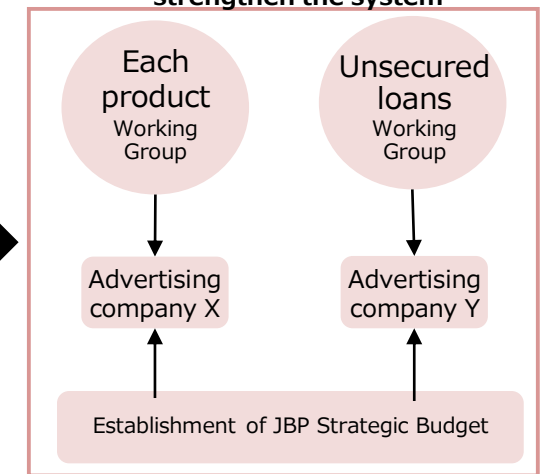 strengthen the system
Each
product
Working
Group
Unsecured
loans
Working
Group
Advertising
company X
Advertising
company Y
Establishment of JBP Strategic Budget